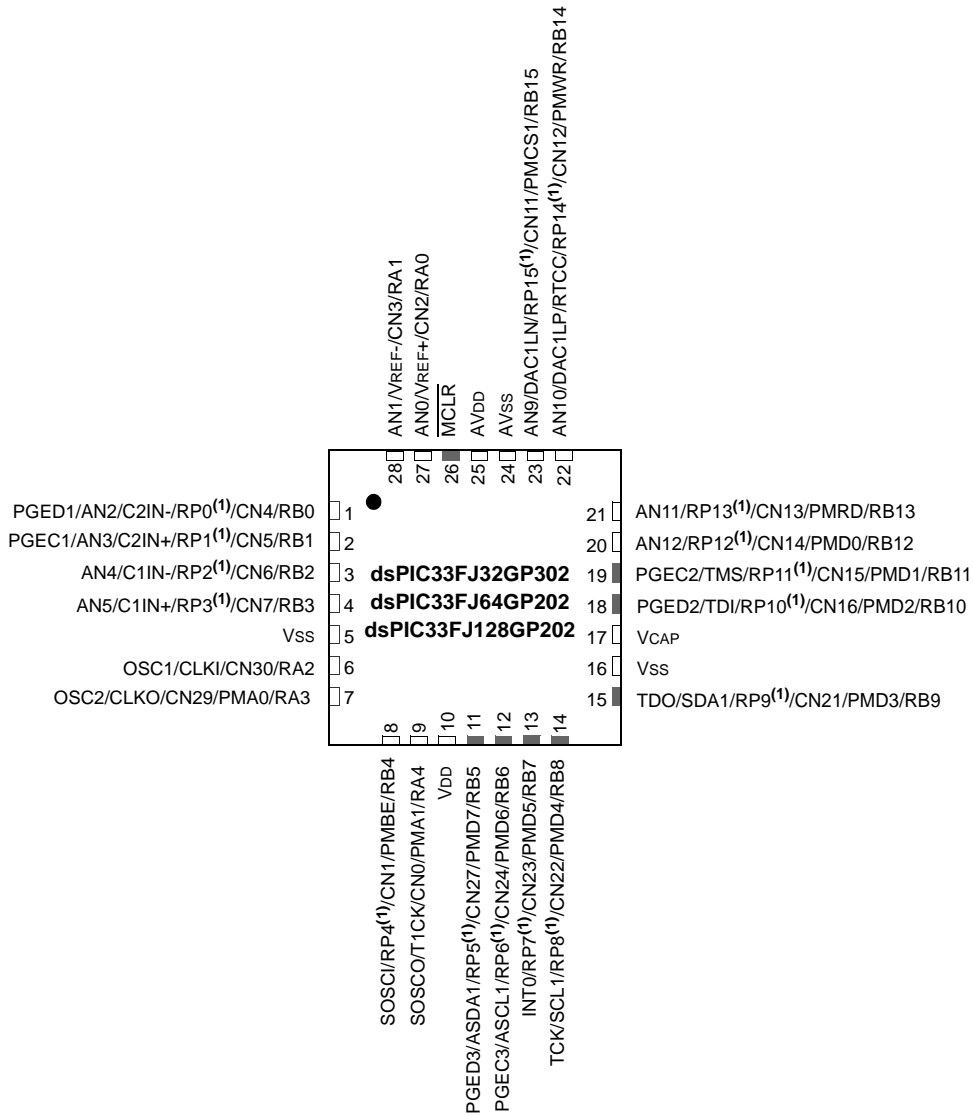 AN1/VREF-/CN3/RA1
AN0/VREF+/CN2/RA0
MCLR
AVDD
AVSS
AN9/DAC1LN/RP15(1)/CN11/PMCS1/RB15
AN10/DAC1LP/RTCC/RP14(1)/CN12/PMWR/RB14
28
27
26
25
24
23
22
PGED1/AN2/C2IN-/RP0(1)/CN4/RB0 1
PGEC1/AN3/C2IN+/RP1(1)/CN5/RB1 2
AN4/C1IN-/RP2(1)/CN6/RB2 3
AN5/C1IN+/RP3(1)/CN7/RB3 4
VSS 5
OSC1/CLKI/CN30/RA2 6
OSC2/CLKO/CN29/PMA0/RA3 7
dsPIC33FJ32GP302
dsPIC33FJ64GP202
dsPIC33FJ128GP202
21 AN11/RP13(1)/CN13/PMRD/RB13
20 AN12/RP12(1)/CN14/PMD0/RB12
19 PGEC2/TMS/RP11(1)/CN15/PMD1/RB11
18 PGED2/TDI/RP10(1)/CN16/PMD2/RB10
17 VCAP
16 VSS
15 TDO/SDA1/RP9(1)/CN21/PMD3/RB9
8
9
10
11
12
13
14
SOSCI/RP4(1)/CN1/PMBE/RB4
SOSCO/T1CK/CN0/PMA1/RA4
VDD
PGED3/ASDA1/RP5(1)/CN27/PMD7/RB5
PGEC3/ASCL1/RP6(1)/CN24/PMD6/RB6
INT0/RP7(1)/CN23/PMD5/RB7
TCK/SCL1/RP8(1)/CN22/PMD4/RB8